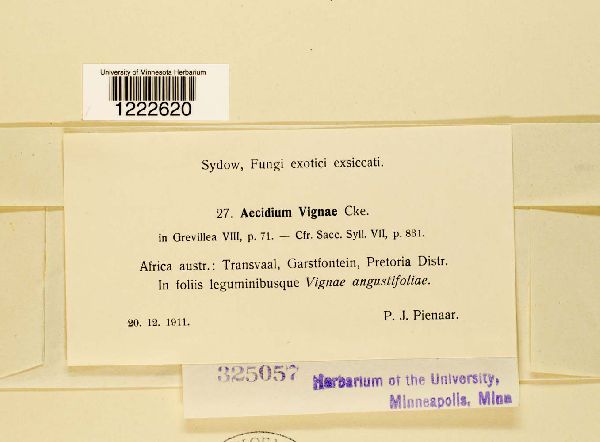 University of Minnesota Herbarium
1222620
Sydow, Fungi exotici exsiccati.
27. Aecidium Vignae Cke.
in Grevillea VIII, p. 71. — Cfr. Sacc. Syll. VII, p. 831.
Africa austr.: Transvaal, Garstfontein, Pretoria Distr.
In foliis leguminibusque Vignae angustifoliae.
20. 12. 1911.
P. J. Pienaar.
325057
Herbarium of the University,
Minneapolis, Minn